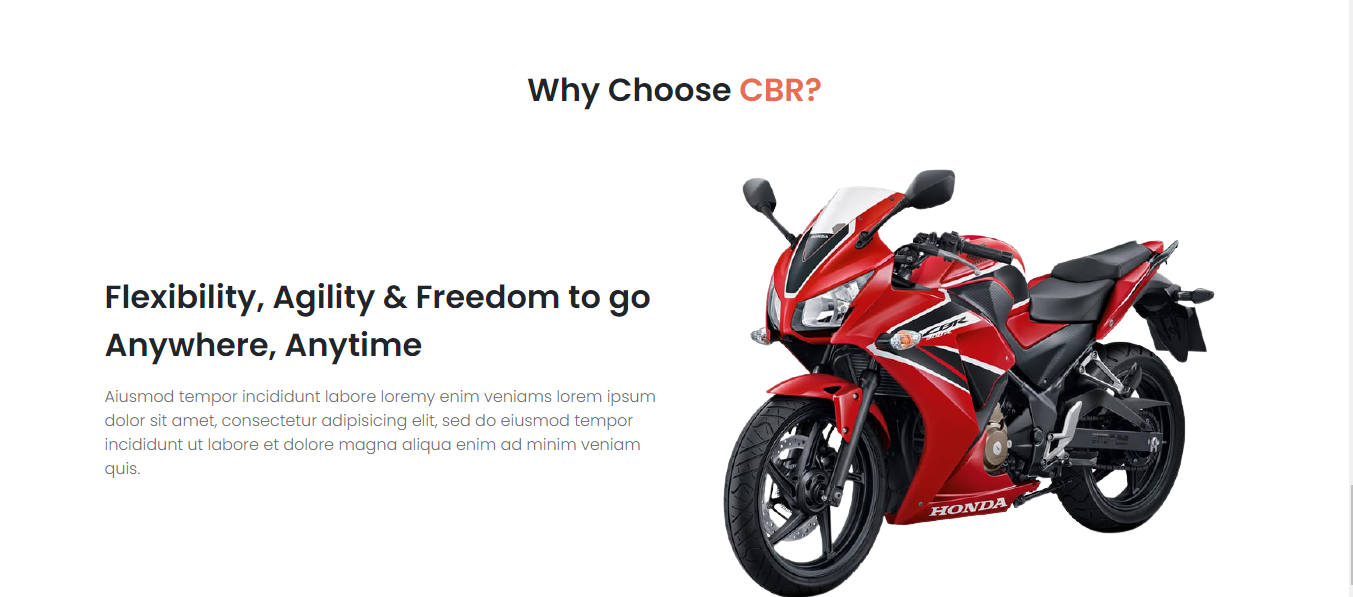 Why Choose CBR?
Flexibility, Agility & Freedom to go
Anywhere, Anytime
Aiusmod tempor incididunt labore loremy enim veniams lorem ipsum
dolor sit amet, consectetur adipisicing elit, sed do eiusmod tempor
incididunt ut labore et dolore magna aliqua enim ad minim veniam
quis.
HONDA
CBR
HONDA